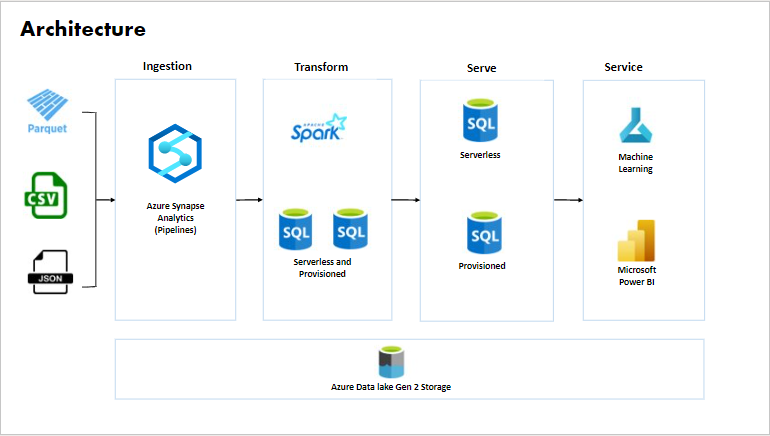 Architecture
Ingestion
Transform
Serve
Service
Parquet
CSV
JSON
Azure Synapse
Analytics
(Pipelines)
APACHE
Spark
SQL
SQL
Serverless and
Provisioned
SQL
Serverless
SQL
Provisioned
Machine
Learning
Microsoft
Power BI
Azure Data lake Gen 2 Storage